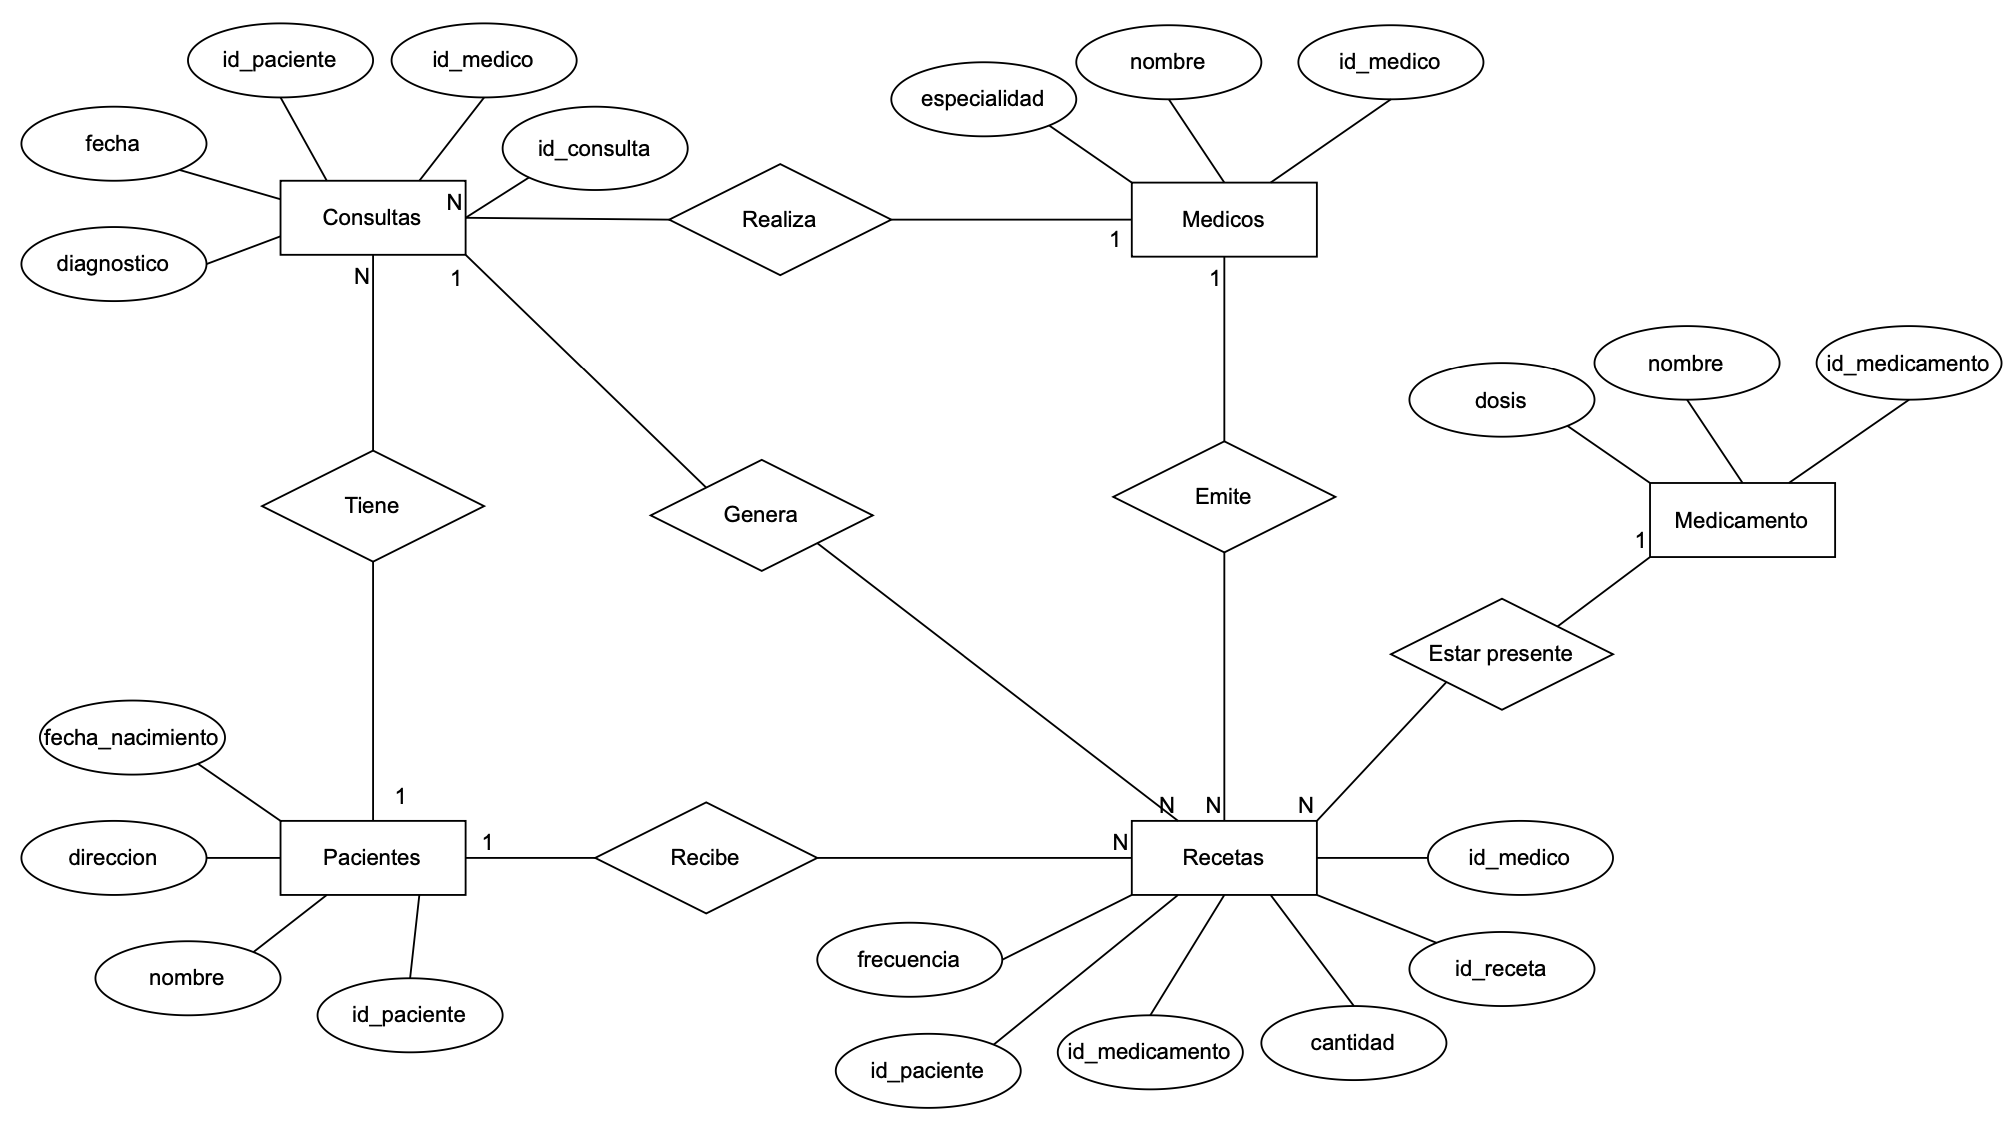 id_paciente
id_medico
nombre
id_medico
especialidad
fecha
id_consulta
N
Consultas
Realiza
Medicos
1
diagnostico
N
1
1
dosis
nombre
id_medicamento
Tiene
Genera
Emite
Medicamento
1
Estar presente
fecha_nacimiento
1
N
N
N
direccion
Pacientes
1
Recibe
N
Recetas
id_medico
frecuencia
id_receta
nombre
id_paciente
id_paciente
id_medicamento
cantidad